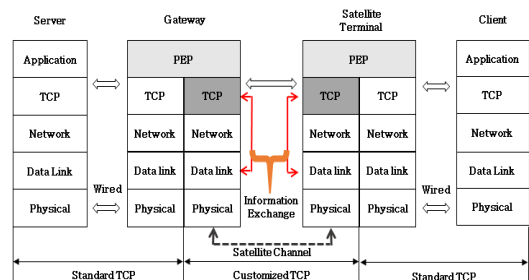 Server
Gateway
Satellite
Terminal
Client
Application
PEP
PEP
Application
TCP
TCP
TCP
TCP
TCP
TCP
Network
Network
Network
Network
Network
Network
Data Link
Data link
Data link
Data link
Data link
Data Link
Wired
Wired
Physical
Physical
Physical
Information
Exchange
Physical
Physical
Physical
Satellite Channel
Standard TCP
Customized TCP
Standard TCP